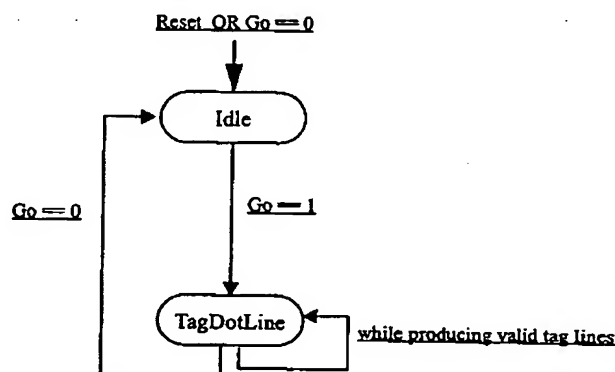 Reset OR Go == 0
Idle
Go == 0
Go == 1
TagDotLine
while producing valid tag lines